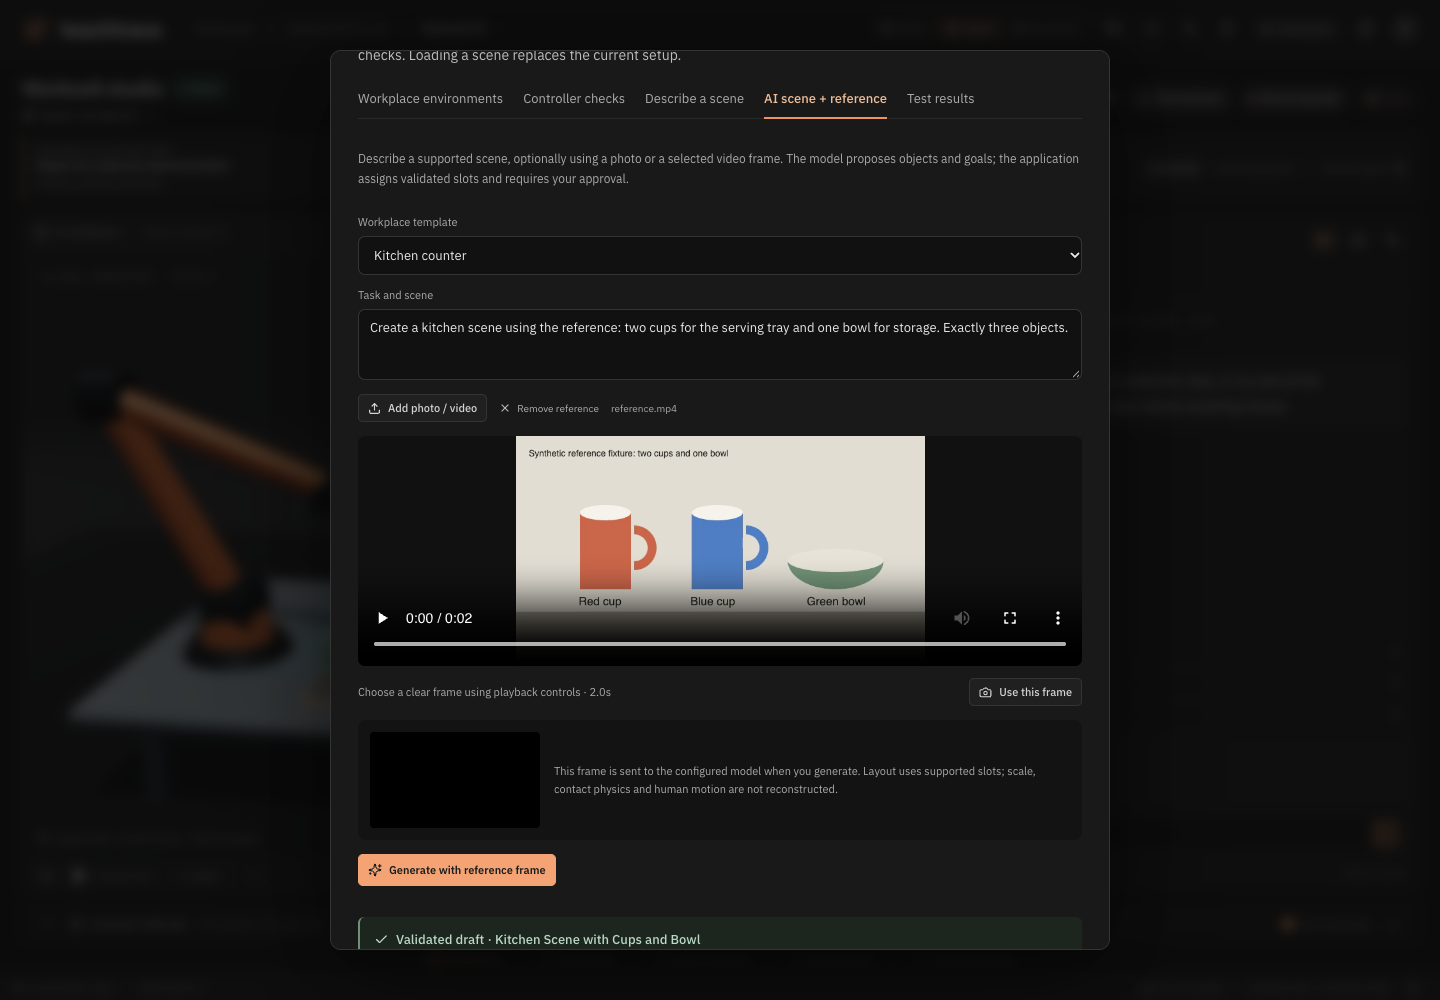 checks. Loading a scene replaces the current setup.
Workplace environments
Controller checks
Describe a scene
AI scene + reference
Test results
Describe a supported scene, optionally using a photo or a selected video frame. The model proposes objects and goals; the application
assigns validated slots and requires your approval.
Workplace template
Kitchen counter
Task and scene
Create a kitchen scene using the reference: two cups for the serving tray and one bowl for storage. Exactly three objects.
Add photo / video
Remove reference
reference.mp4
Synthetic reference fixture: two cups and one bowl
Red cup
Blue cup
Green bowl
0:00 / 0:02
Choose a clear frame using playback controls · 2.0s
Use this frame
This frame is sent to the configured model when you generate. Layout uses supported slots; scale,
contact physics and human motion are not reconstructed.
Generate with reference frame
Validated draft · Kitchen Scene with Cups and Bowl